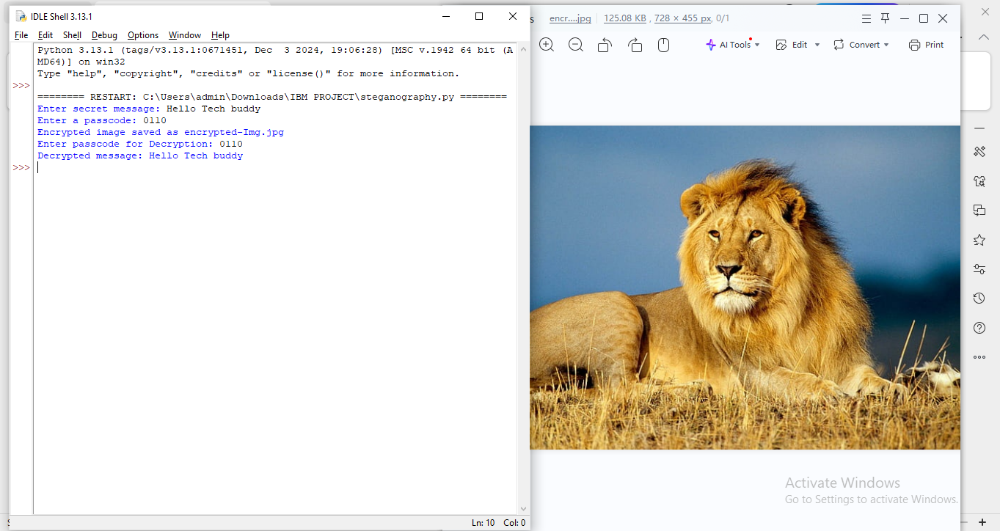 IDLE Shell 3.13.1
File Edit Shell Debug Options Window Help
Python 3.13.1 (tags/v3.13.1:0671451, Dec  3 2024, 19:06:28) [MSC v.1942 64 bit (A
MD64)] on win32
Type "help", "copyright", "credits" or "license()" for more information.
>>>
======== RESTART: C:\Users\admin\Downloads\IBM PROJECT\steganography.py ========
Enter secret message: Hello Tech buddy
Enter a passcode: 0110
Encrypted image saved as encrypted-Img.jpg
Enter passcode for Decryption: 0110
Decrypted message: Hello Tech buddy
>>>
Ln: 10 Col: 0
encr....jpg 125.08 KB , 728 × 455 px, 0/1
AI Tools Edit Convert Print
Activate Windows
Go to Settings to activate Windows.